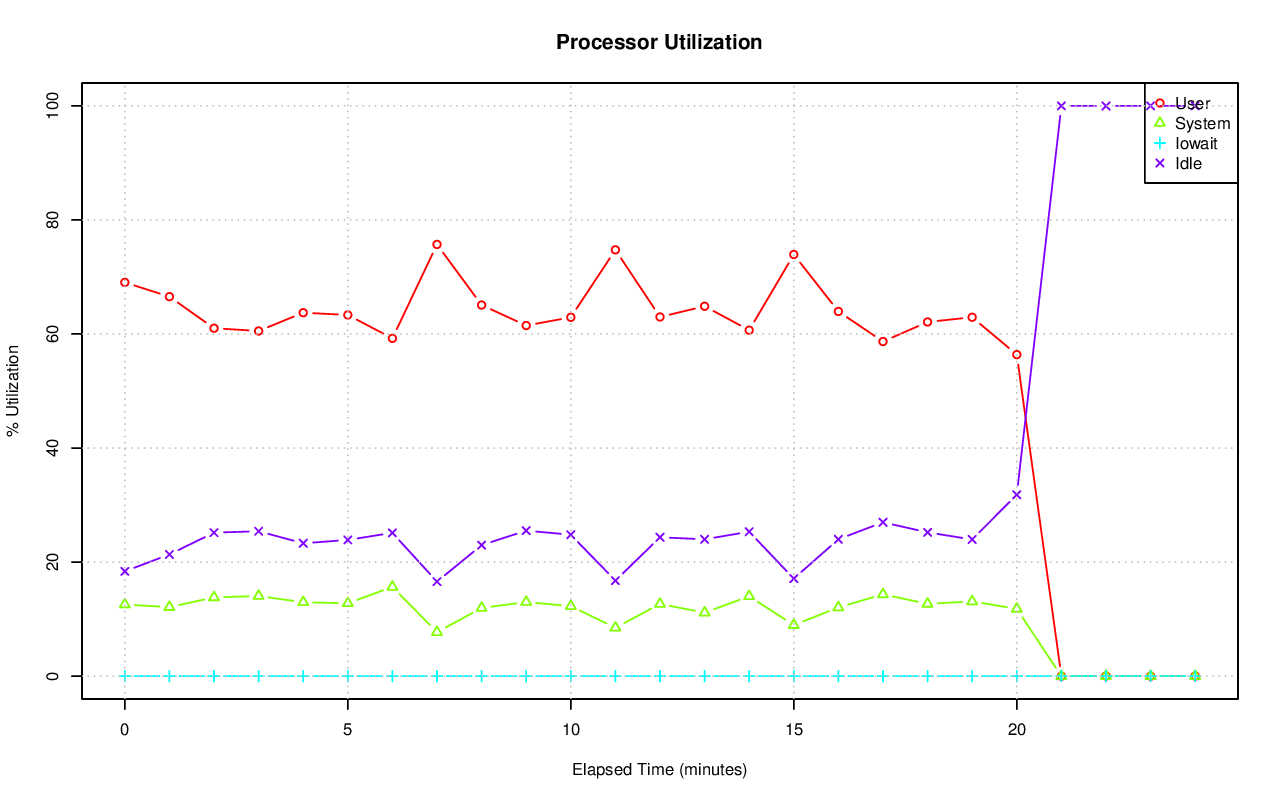 Processor Utilization
100
80
60
40
20
0
% Utilization
User
System
Iowait
Idle
0 5 10 15 20
Elapsed Time (minutes)